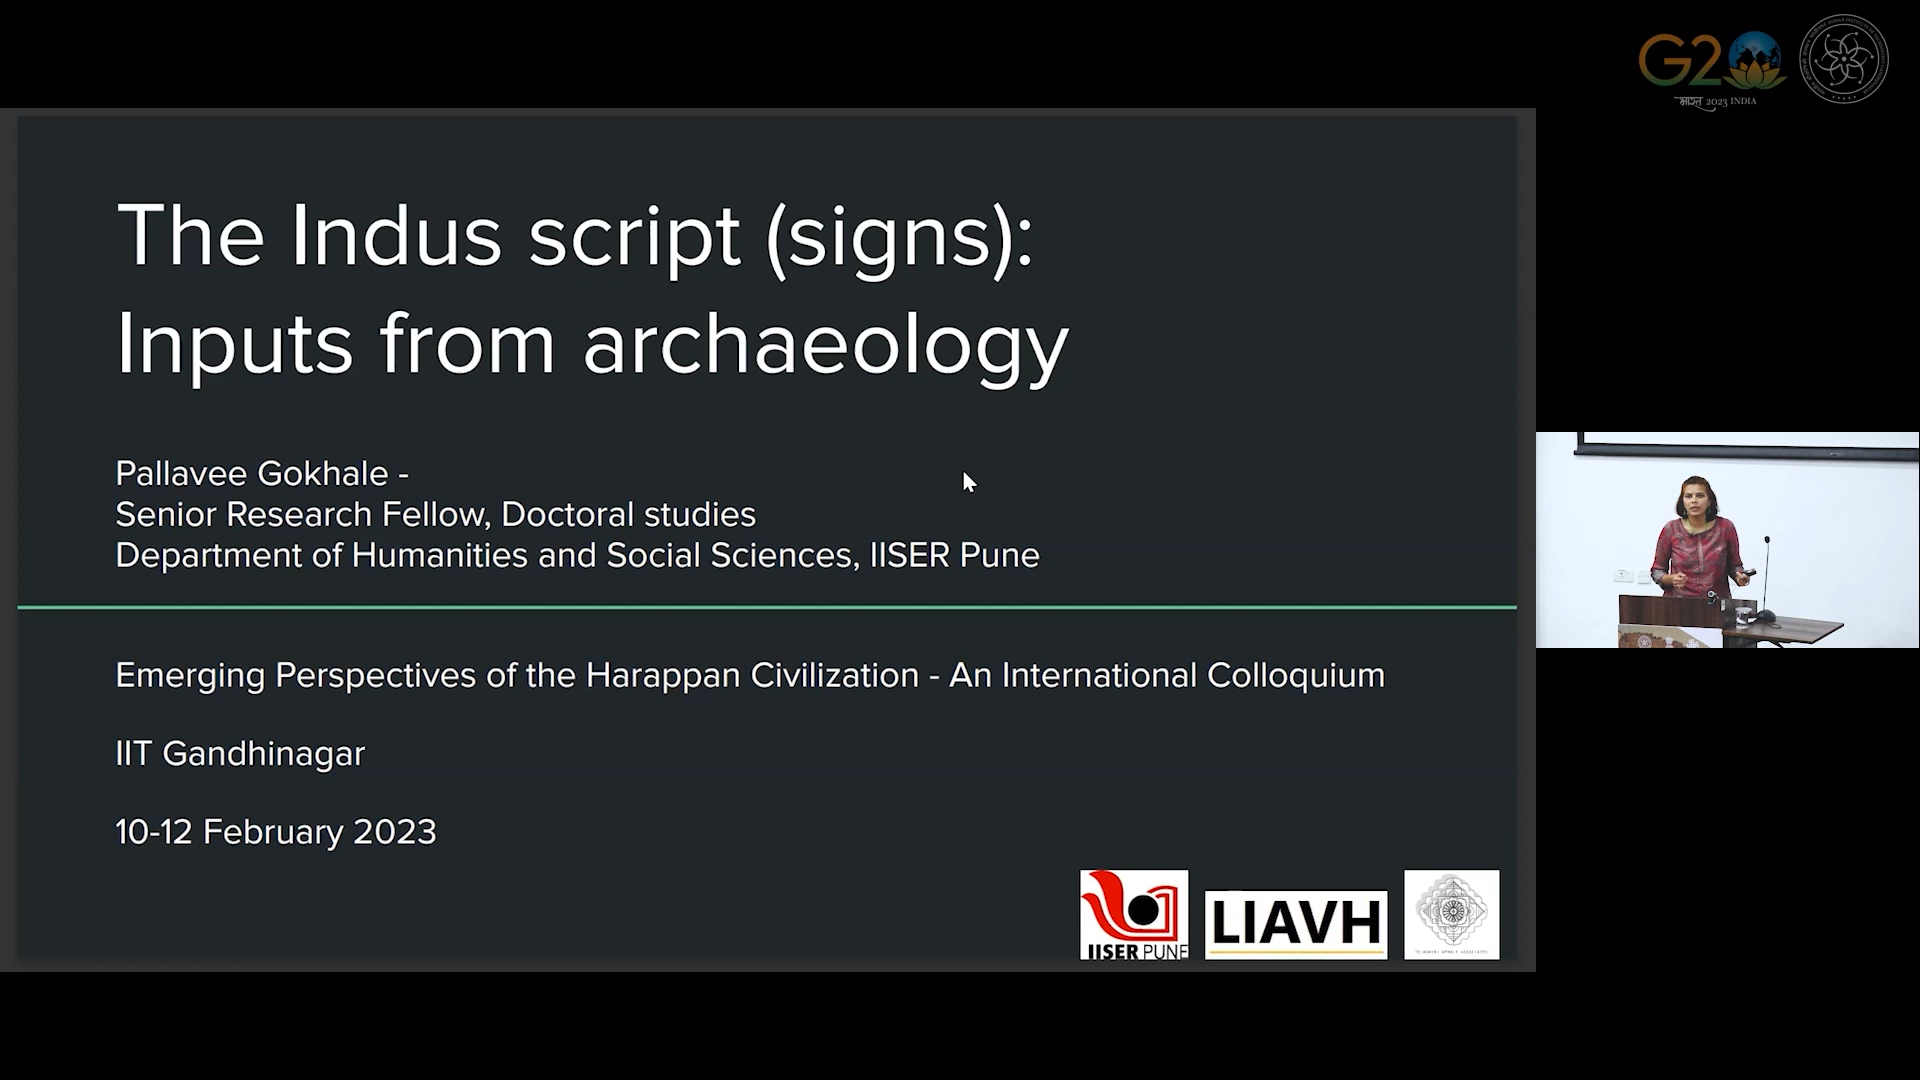 G20
भारत 2023 INDIA
The Indus script (signs):
Inputs from archaeology
Pallavee Gokhale -
Senior Research Fellow, Doctoral studies
Department of Humanities and Social Sciences, IISER Pune
Emerging Perspectives of the Harappan Civilization - An International Colloquium
IIT Gandhinagar
10-12 February 2023
IISER PUNE
LIAVH